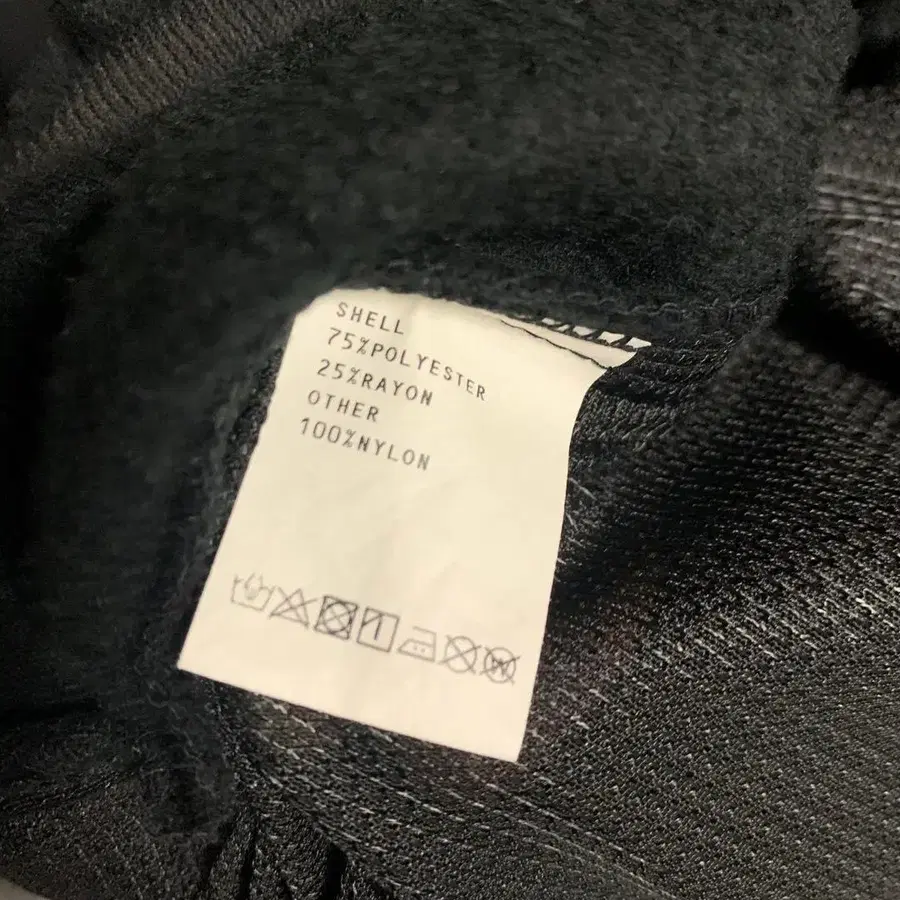 SHELL
75%POLYESTER
25%RAYON
OTHER
100%NYLON